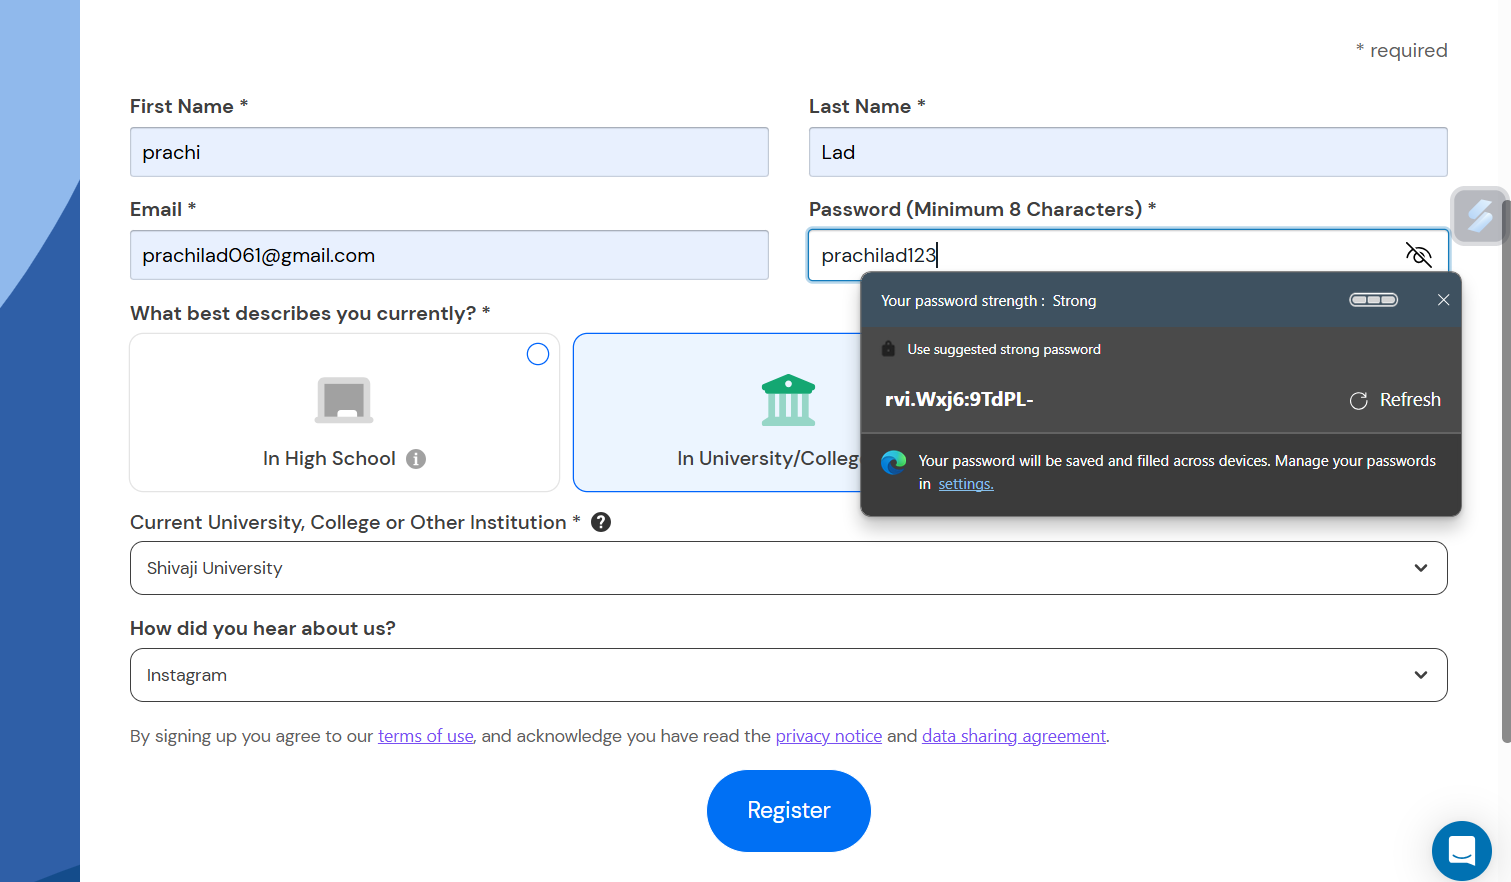 * required
First Name *
Last Name *
prachi
Lad
Email *
Password (Minimum 8 Characters) *
prachilad061@gmail.com
prachilad123
Your password strength : Strong
Use suggested strong password
rvi.Wxj6:9TdPL-
Refresh
Your password will be saved and filled across devices. Manage your passwords
in settings.
What best describes you currently? *
In High School
In University/Colleg
Current University, College or Other Institution *
Shivaji University
How did you hear about us?
Instagram
By signing up you agree to our terms of use, and acknowledge you have read the privacy notice and data sharing agreement.
Register